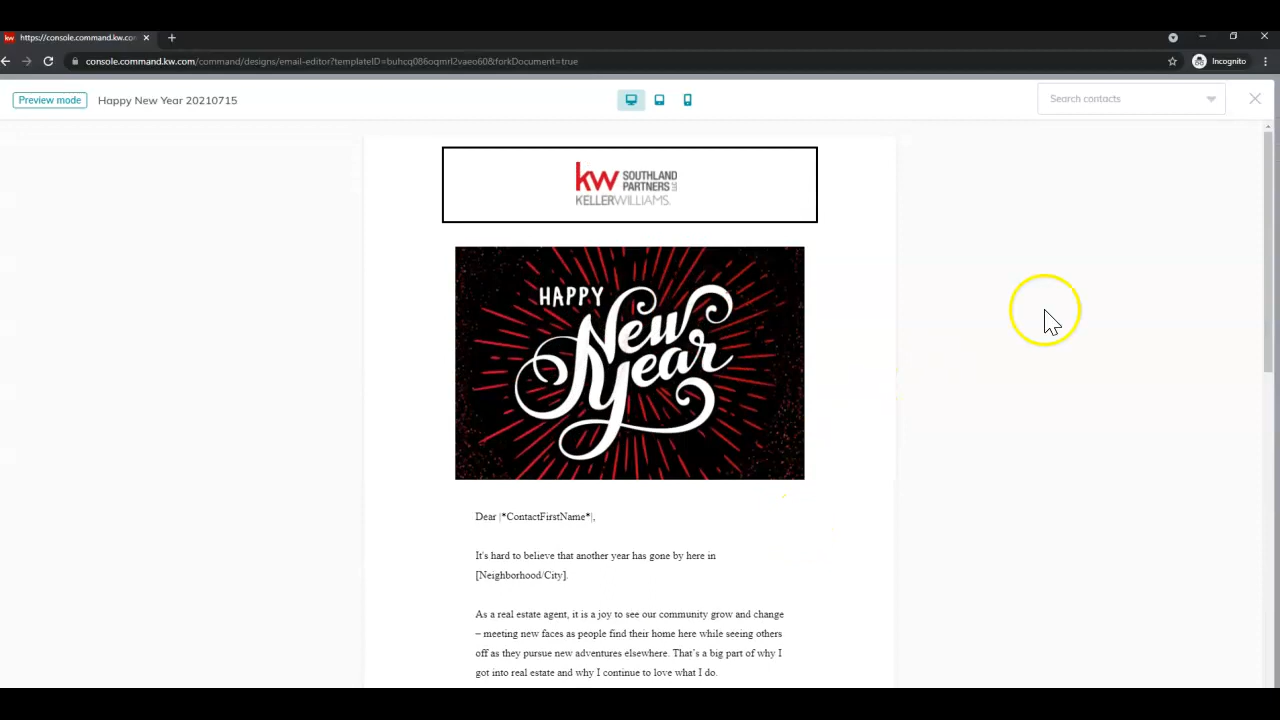 https://console.command.kw.co
console.command.kw.com/command/designs/email-editor?templateID=buhcq086oqmrl2vaeo60&forkDocument=true
Incognito
Preview mode
Happy New Year 20210715
Search contacts
kw SOUTHLAND
PARTNERS LLC
KELLERWILLIAMS.
HAPPY
New
Year
Dear |*ContactFirstName*|,
It's hard to believe that another year has gone by here in
[Neighborhood/City].
As a real estate agent, it is a joy to see our community grow and change
– meeting new faces as people find their home here while seeing others
off as they pursue new adventures elsewhere. That's a big part of why I
got into real estate and why I continue to love what I do.